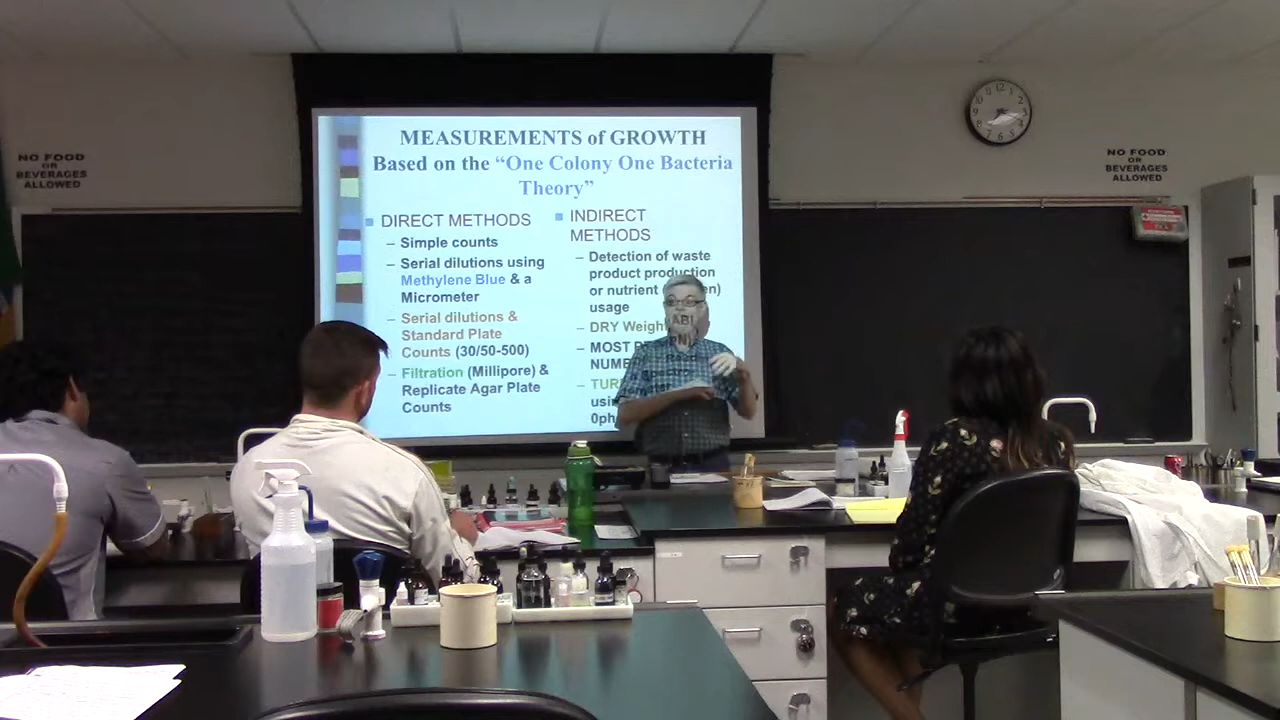 MEASUREMENTS of GROWTH
Based on the “One Colony One Bacteria
Theory”
DIRECT METHODS
– Simple counts
– Serial dilutions using
Methylene Blue & a
Micrometer
– Serial dilutions &
Standard Plate
Counts (30/50-500)
– Filtration (Millipore) &
Replicate Agar Plate
Counts
INDIRECT
METHODS
– Detection of waste
product production
or nutrient
usage
– DRY
– MOST
NO FOOD
OR
BEVERAGES
ALLOWED
NO FOOD
OR
BEVERAGES
ALLOWED